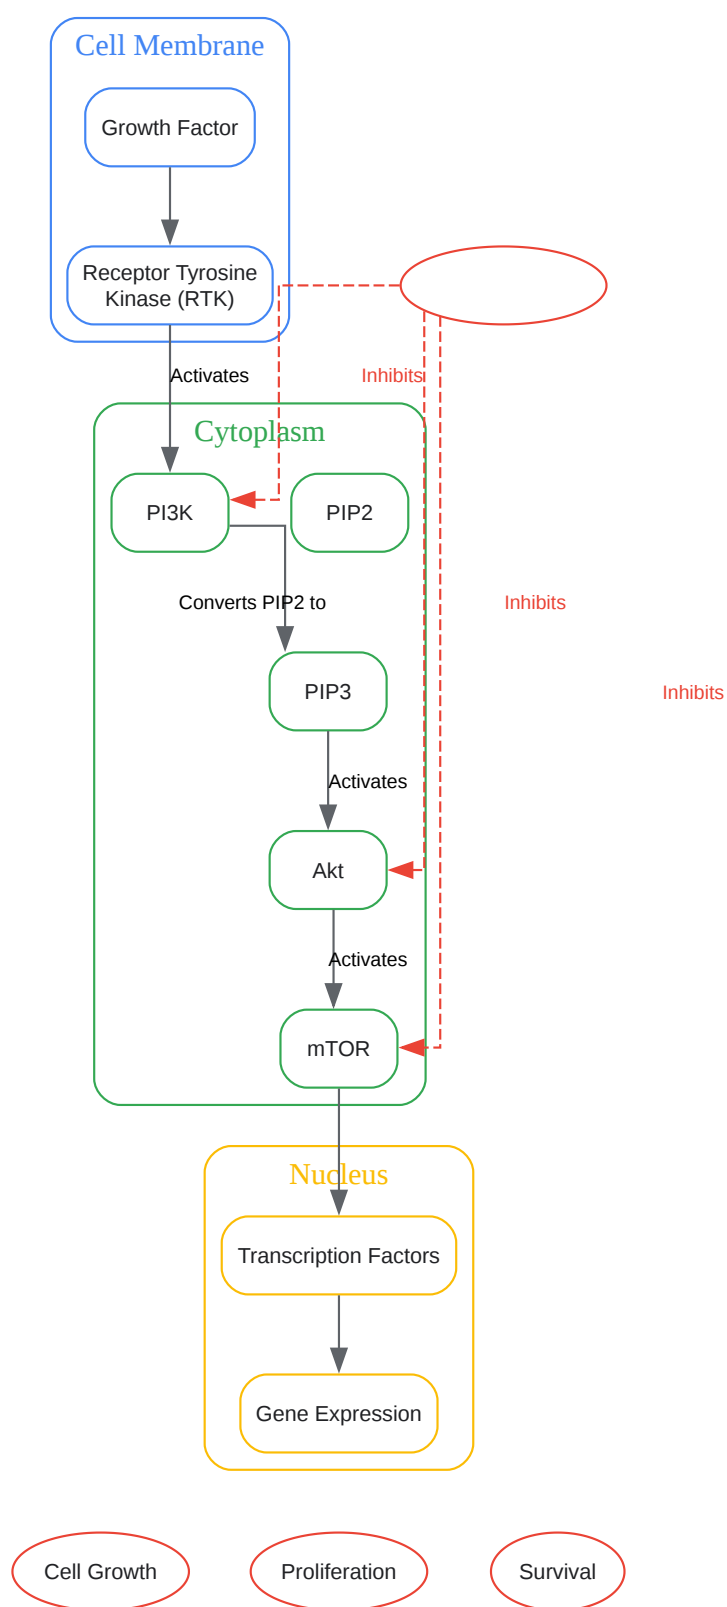 Cell Membrane
Growth Factor
Receptor Tyrosine
Kinase (RTK)
Activates
Inhibits
Cytoplasm
PI3K
PIP2
Converts PIP2 to
Inhibits
PIP3
Inhibits
Activates
Akt
Activates
mTOR
Nucleus
Transcription Factors
Gene Expression
Cell Growth
Proliferation
Survival